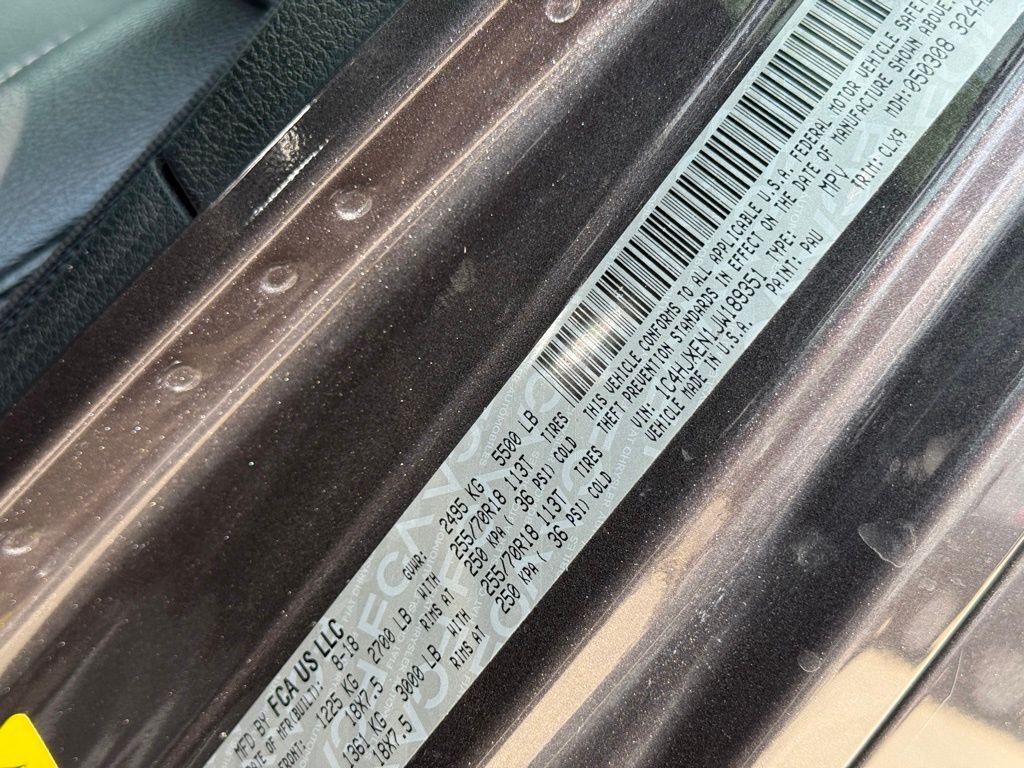 MFD BY FCA US LLC
DATE OF MFR(BUILT): 8-18 GVWR: 2495 KG 5500 LB
FRONT: 1225 KG 2700 LB WITH 255/70R18 113T TIRES
18X7.5 RIMS AT 250 KPA ( 36 PSI) COLD
1361 KG 3000 LB WITH 255/70R18 113T TIRES
18X7.5 RIMS AT 250 KPA ( 36 PSI) COLD
THIS VEHICLE CONFORMS TO ALL APPLICABLE U.S.A. FEDERAL MOTOR VEHICLE
THEFT PREVENTION STANDARDS IN EFFECT ON THE DATE OF MANUFACTURE SHOWN ABOVE.
VIN: 1C4HJXEN1JW189351 TYPE: MPV MDH: 050308
VEHICLE MADE IN U.S.A. PAINT: PAU TRIM: CLX9